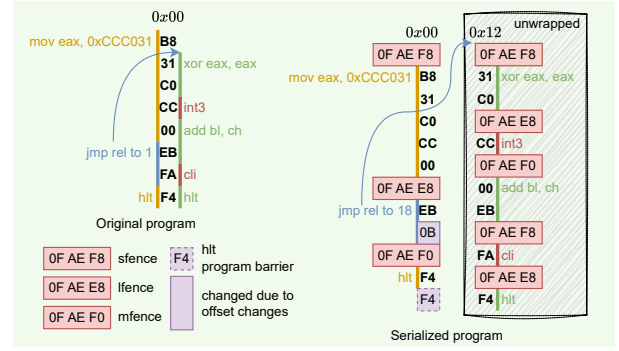 0x00
mov eax, 0xCCC031
B8
31
xor eax, eax
C0
CC
int3
00
add bl, ch
jmp rel to 1
EB
FA
cli
hlt
F4
hlt
Original program
0F AE F8
sfence
0F AE E8
lfence
0F AE F0
mfence
F4
hlt
program barrier
changed due to
offset changes
0x00
0F AE F8
mov eax, 0xCCC031
B8
31
C0
CC
00
0F AE E8
jmp rel to 18
EB
0B
0F AE F0
hlt
F4
F4
unwrapped
0x12
0F AE F8
31
xor eax, eax
C0
0F AE E8
CC
int3
0F AE F0
00
add bl, ch
EB
0F AE F8
FA
cli
0F AE E8
F4
hlt
Serialized program